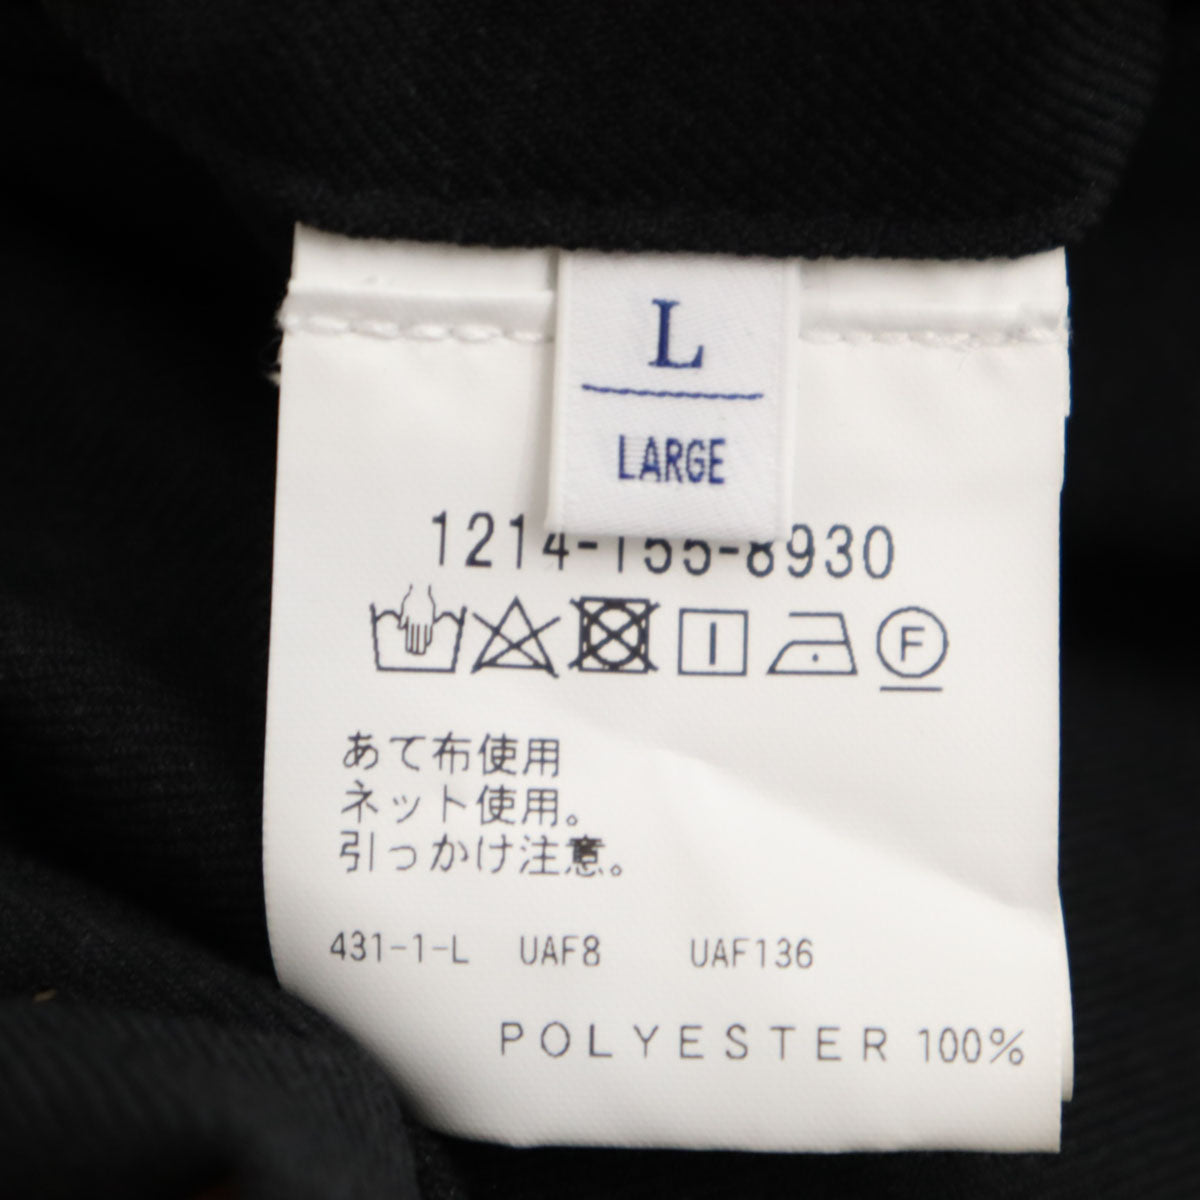 L
LARGE
1214-155-8930
F
あて布使用
ネット使用。
引っかけ注意。
431-1-L UAF8 UAF136
POLYESTER 100%